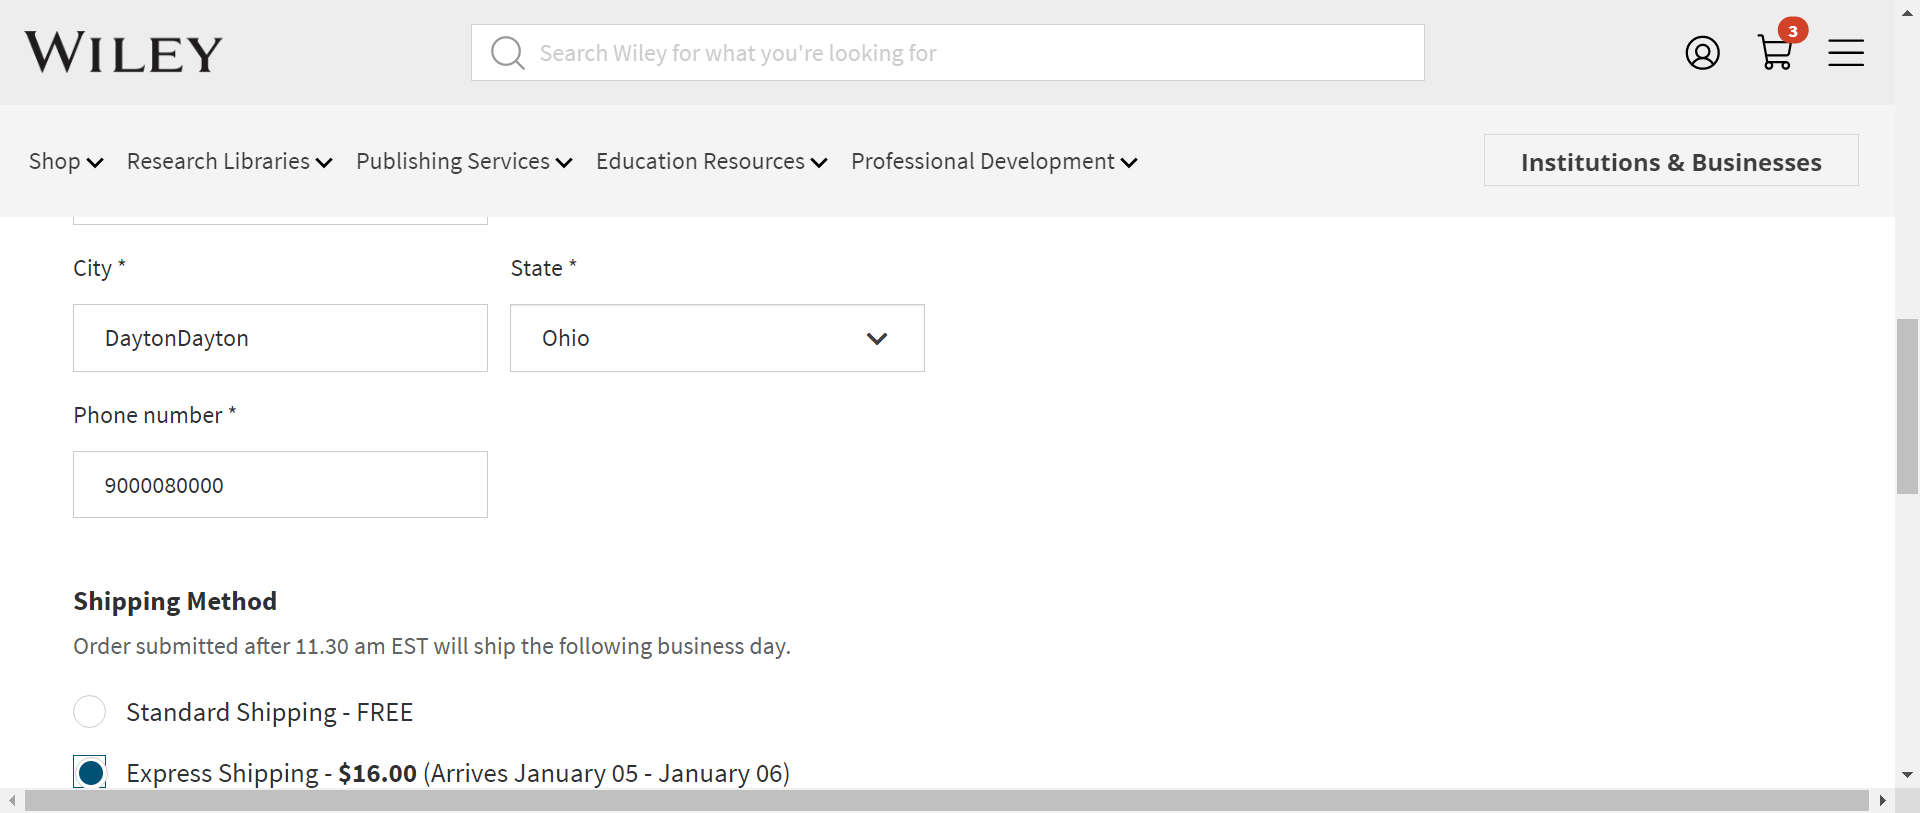 WILEY
Search Wiley for what you're looking for
3
Shop Research Libraries Publishing Services Education Resources Professional Development
Institutions & Businesses
City * State *
DaytonDayton Ohio
Phone number *
9000080000
Shipping Method
Order submitted after 11.30 am EST will ship the following business day.
Standard Shipping - FREE
Express Shipping - $16.00 (Arrives January 05 - January 06)